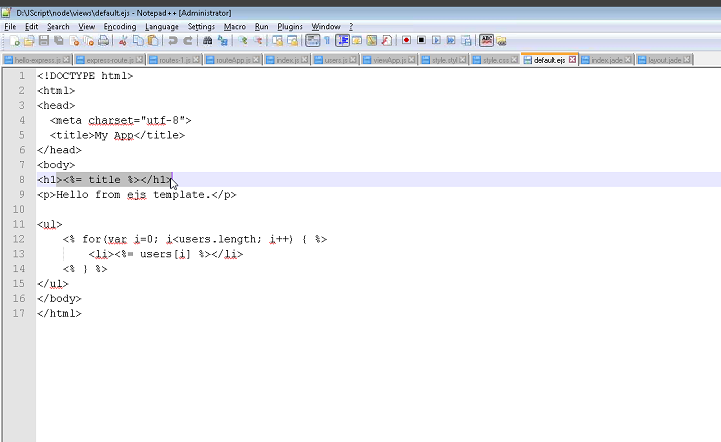 D:\JScript\node\views\default.ejs - Notepad++ [Administrator]
File Edit Search View Encoding Language Settings Macro Run Plugins Window ?
hello-express.js express-route.js routes-1.js routeApp.js index.js users.js viewApp.js style.styl style.css default.ejs index.jade layout.jade
1 <!DOCTYPE html>
2 <html>
3 <head>
4 <meta charset="utf-8">
5 <title>My App</title>
6 </head>
7 <body>
8 <h1><%= title %></h1>
9 <p>Hello from ejs template.</p>
10
11 <ul>
12 <% for(var i=0; i<users.length; i++) { %>
13 <li><%= users[i] %></li>
14 <% } %>
15 </ul>
16 </body>
17 </html>